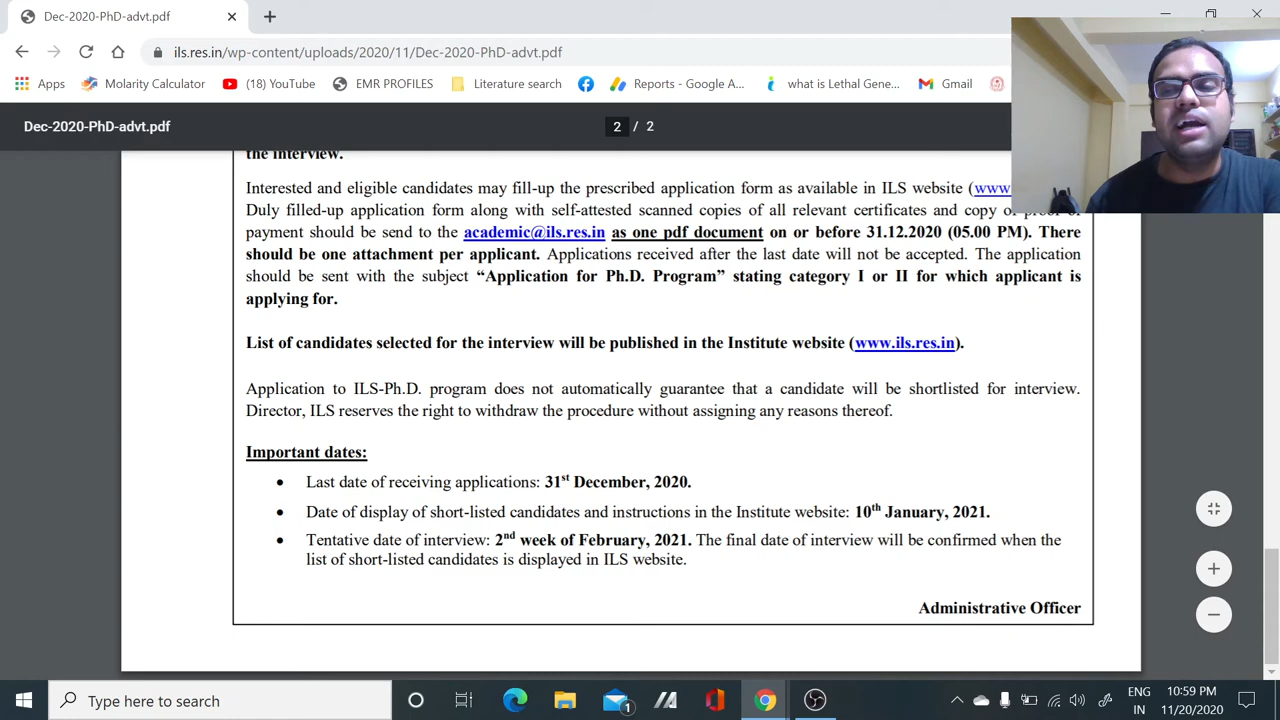 Dec-2020-PhD-advt.pdf
ils.res.in/wp-content/uploads/2020/11/Dec-2020-PhD-advt.pdf
Apps Molarity Calculator (18) YouTube EMR PROFILES Literature search Reports - Google A... what is Lethal Gene... Gmail
Dec-2020-PhD-advt.pdf 2 / 2
the interview.
Interested and eligible candidates may fill-up the prescribed application form as available in ILS website (www.
Duly filled-up application form along with self-attested scanned copies of all relevant certificates and copy of proof of
payment should be send to the academic@ils.res.in as one pdf document on or before 31.12.2020 (05.00 PM). There
should be one attachment per applicant. Applications received after the last date will not be accepted. The application
should be sent with the subject “Application for Ph.D. Program” stating category I or II for which applicant is
applying for.
List of candidates selected for the interview will be published in the Institute website (www.ils.res.in).
Application to ILS-Ph.D. program does not automatically guarantee that a candidate will be shortlisted for interview.
Director, ILS reserves the right to withdraw the procedure without assigning any reasons thereof.
Important dates:
• Last date of receiving applications: 31st December, 2020.
• Date of display of short-listed candidates and instructions in the Institute website: 10th January, 2021.
• Tentative date of interview: 2nd week of February, 2021. The final date of interview will be confirmed when the
list of short-listed candidates is displayed in ILS website.
Administrative Officer
Type here to search
1
ENG
IN
10:59 PM
11/20/2020